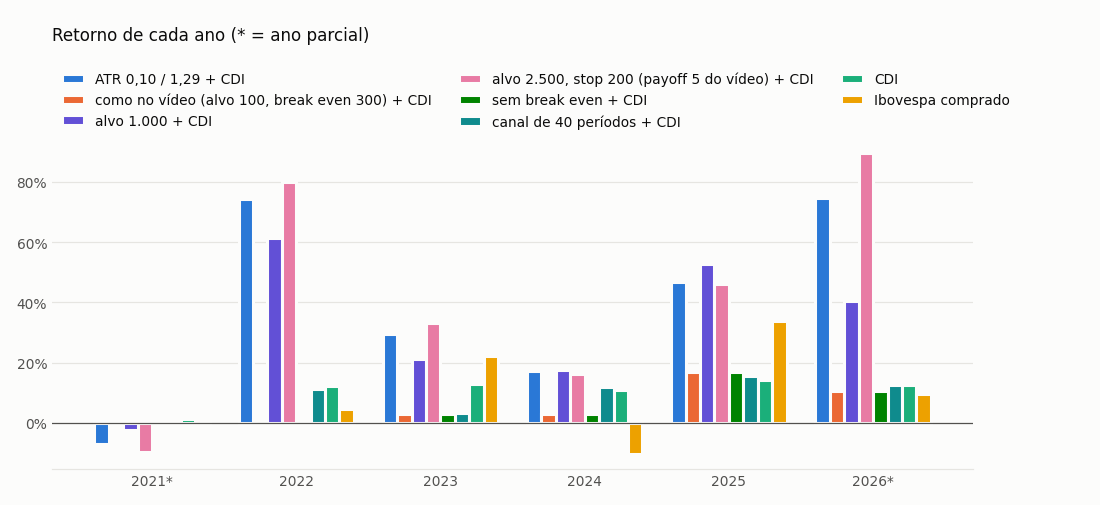 Retorno de cada ano (* = ano parcial)
ATR 0,10 / 1,29 + CDI
como no vídeo (alvo 100, break even 300) + CDI
alvo 1.000 + CDI
alvo 2.500, stop 200 (payoff 5 do vídeo) + CDI
sem break even + CDI
canal de 40 períodos + CDI
CDI
Ibovespa comprado
80%
60%
40%
20%
0%
2021*
2022
2023
2024
2025
2026*